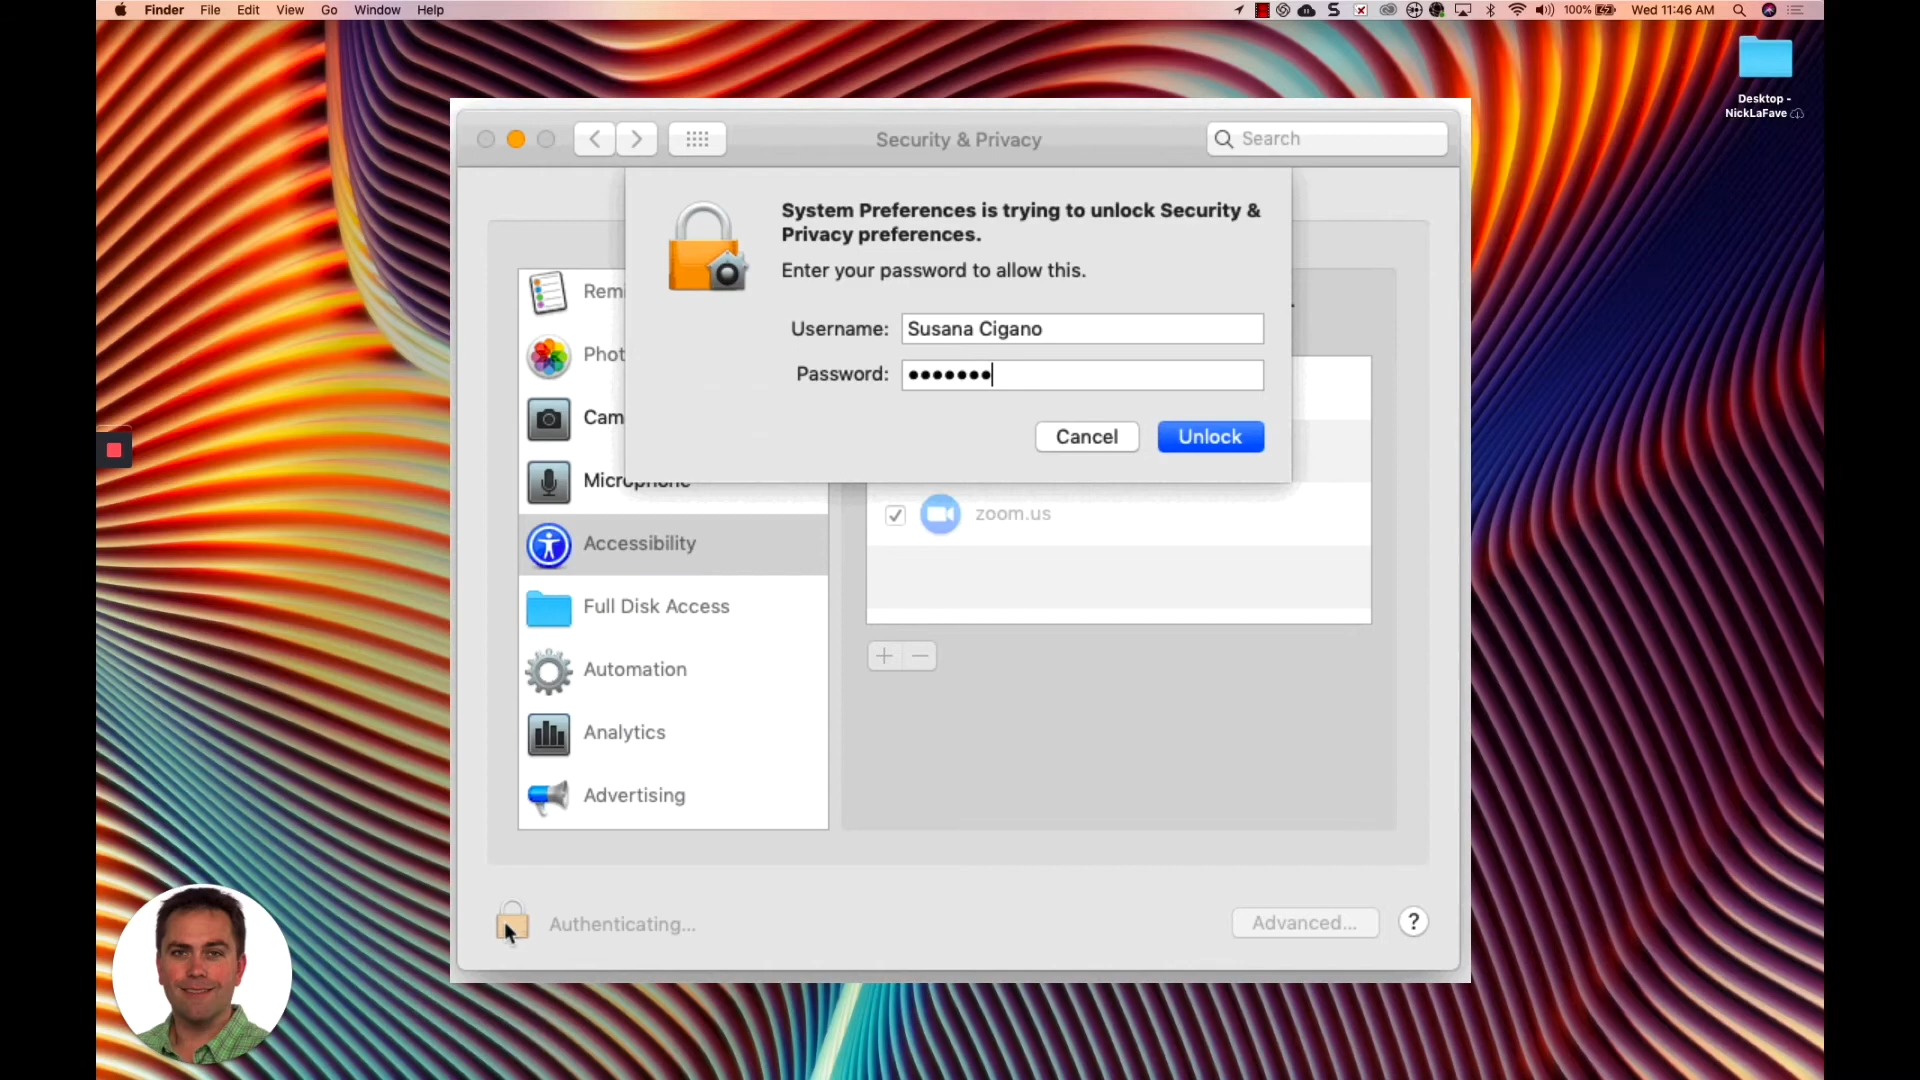 Finder File Edit View Go Window Help
100% Wed 11:46 AM
Desktop -
NickLaFave
Security & Privacy
Search
System Preferences is trying to unlock Security &
Privacy preferences.
Enter your password to allow this.
Username: Susana Cigano
Password: •••••••
Cancel Unlock
Remi
Phot
Cam
Microphone
Accessibility
Full Disk Access
Automation
Analytics
Advertising
zoom.us
+ −
Authenticating...
Advanced...
?